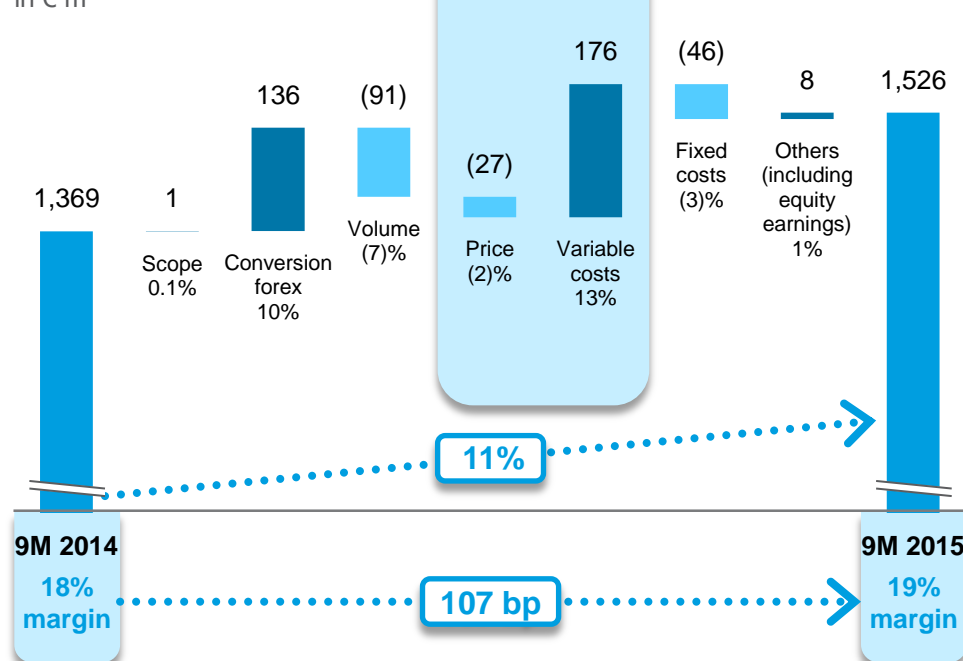 in € m
1,369
1
Scope
0.1%
136
Conversion
forex
10%
(91)
Volume
(7)%
(27)
Price
(2)%
176
Variable
costs
13%
(46)
Fixed
costs
(3)%
8
Others
(including
equity
earnings)
1%
1,526
11%
9M 2014
18%
margin
107 bp
9M 2015
19%
margin